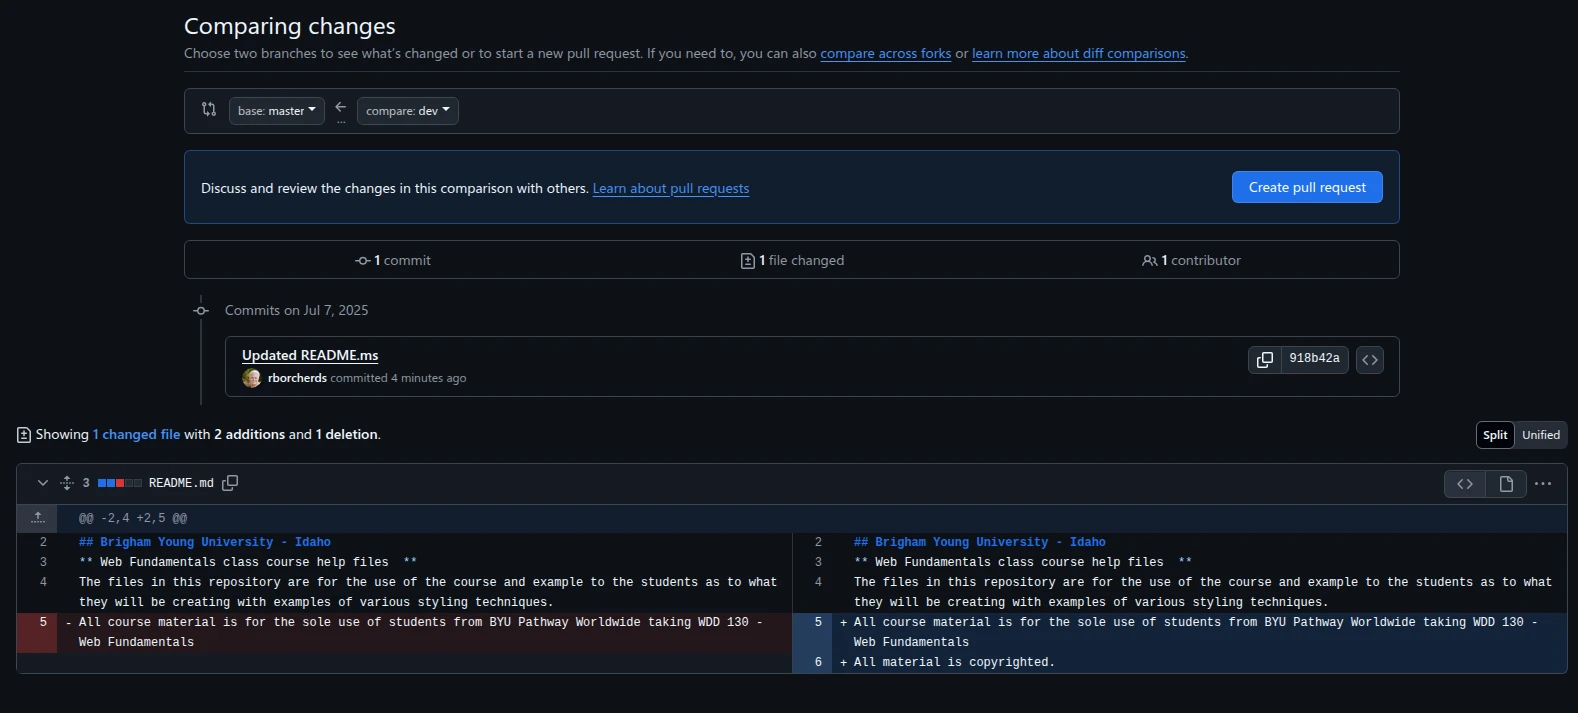 Comparing changes
Choose two branches to see what's changed or to start a new pull request. If you need to, you can also compare across forks or learn more about diff comparisons.
base: master ... compare: dev
Discuss and review the changes in this comparison with others. Learn about pull requests Create pull request
1 commit 1 file changed 1 contributor
Commits on Jul 7, 2025
Updated README.ms 918b42a
rborcherds committed 4 minutes ago
Showing 1 changed file with 2 additions and 1 deletion. Split Unified
3 README.md
@@ -2,4 +2,5 @@
2 ## Brigham Young University - Idaho
3 ** Web Fundamentals class course help files  **
4 The files in this repository are for the use of the course and example to the students as to what
they will be creating with examples of various styling techniques.
5 - All course material is for the sole use of students from BYU Pathway Worldwide taking WDD 130 -
Web Fundamentals
2 ## Brigham Young University - Idaho
3 ** Web Fundamentals class course help files  **
4 The files in this repository are for the use of the course and example to the students as to what
they will be creating with examples of various styling techniques.
5 + All course material is for the sole use of students from BYU Pathway Worldwide taking WDD 130 -
Web Fundamentals
6 + All material is copyrighted.